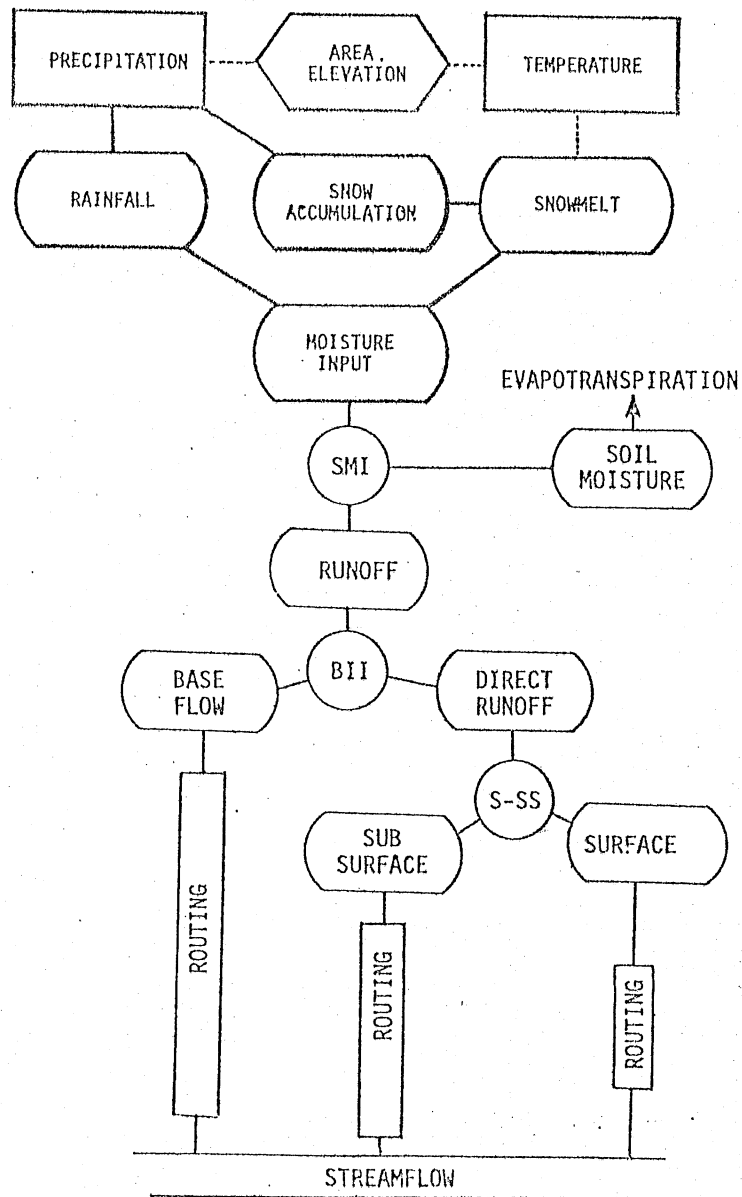 PRECIPITATION
AREA,
ELEVATION
TEMPERATURE
RAINFALL
SNOW
ACCUMULATION
SNOWMELT
MOISTURE
INPUT
EVAPOTRANSPIRATION
SMI
SOIL
MOISTURE
RUNOFF
BASE
FLOW
BII
DIRECT
RUNOFF
S-SS
SUB
SURFACE
SURFACE
ROUTING
ROUTING
ROUTING
STREAMFLOW